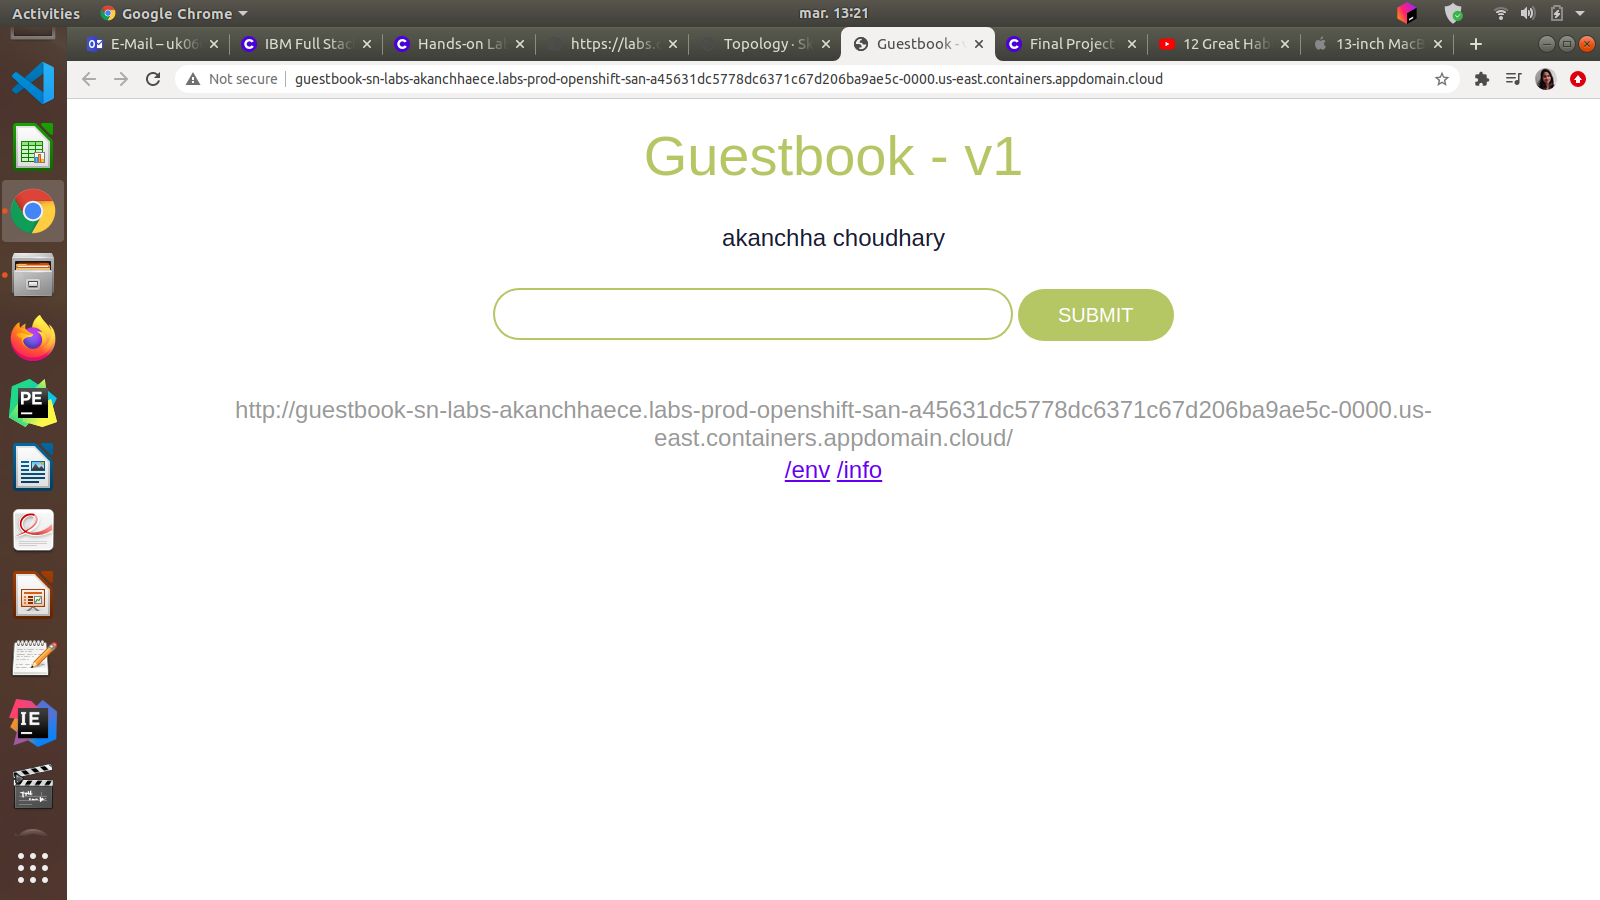 Activities
Google Chrome
mar. 13:21
E-Mail – uk06
IBM Full Stac
Hands-on La
https://labs.c
Topology · Sk
Guestbook -
Final Project
12 Great Hab
13-inch MacB
Not secure
guestbook-sn-labs-akanchhaece.labs-prod-openshift-san-a45631dc5778dc6371c67d206ba9ae5c-0000.us-east.containers.appdomain.cloud
Guestbook - v1
akanchha choudhary
SUBMIT
http://guestbook-sn-labs-akanchhaece.labs-prod-openshift-san-a45631dc5778dc6371c67d206ba9ae5c-0000.us-
east.containers.appdomain.cloud/
/env /info
PE
IE